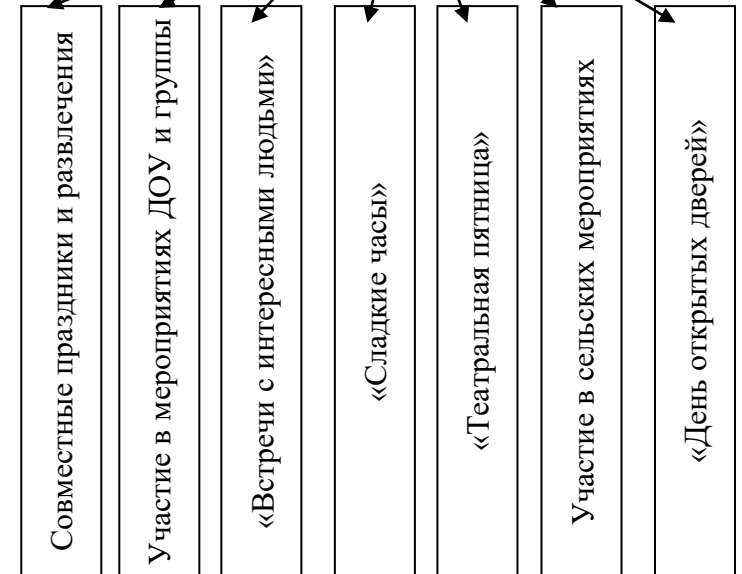 Совместные праздники и развлечения
Участие в мероприятиях ДОУ и группы
«Встречи с интересными людьми»
«Сладкие часы»
«Театральная пятница»
Участие в сельских мероприятиях
«День открытых дверей»